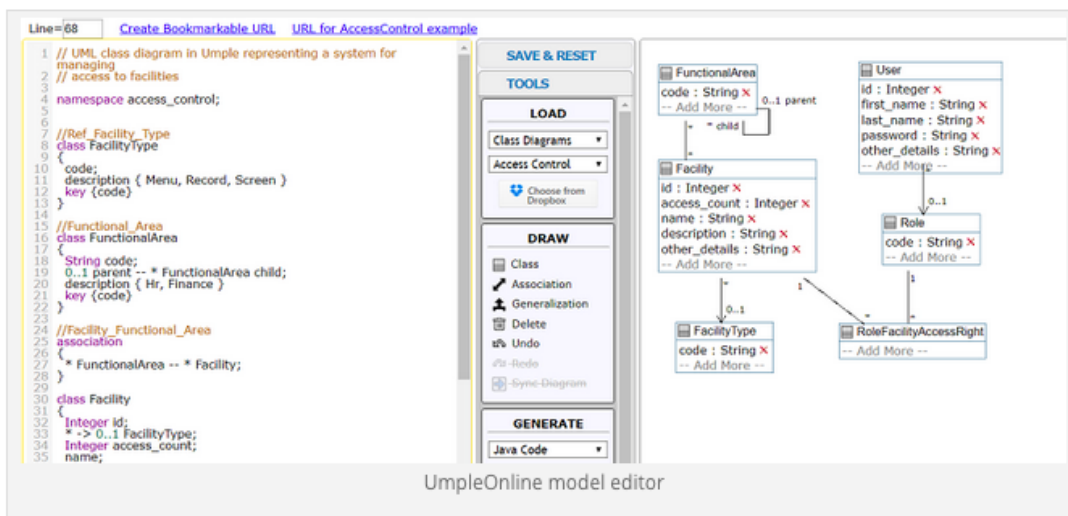 Line= 68 Create Bookmarkable URL URL for AccessControl example
1 // UML class diagram in Umple representing a system for
managing
2 // access to facilities
3
4 namespace access_control;
5
6
7 //Ref_Facility_Type
8 class FacilityType
9 {
10 code;
11 description { Menu, Record, Screen }
12 key {code}
13 }
14
15 //Functional_Area
16 class FunctionalArea
17 {
18 String code;
19 0..1 parent -- * FunctionalArea child;
20 description { Hr, Finance }
21 key {code}
22 }
23
24 //Facility_Functional_Area
25 association
26 {
27 * FunctionalArea -- * Facility;
28 }
29
30 class Facility
31 {
32 Integer id;
33 * -> 0..1 FacilityType;
34 Integer access_count;
35 name;
SAVE & RESET
TOOLS
LOAD
Class Diagrams
Access Control
Choose from
Dropbox
DRAW
Class
Association
Generalization
Delete
Undo
Redo
Sync Diagram
GENERATE
Java Code
FunctionalArea
code : String X
-- Add More --
0..1 parent
* child
*
*
Facility
id : Integer X
access_count : Integer X
name : String X
description : String X
other_details : String X
-- Add More --
*
0..1
FacilityType
code : String X
-- Add More --
User
id : Integer X
first_name : String X
last_name : String X
password : String X
other_details : String X
-- Add More --
*
0..1
Role
code : String X
-- Add More --
1
*
1
*
RoleFacilityAccessRight
-- Add More --
UmpleOnline model editor